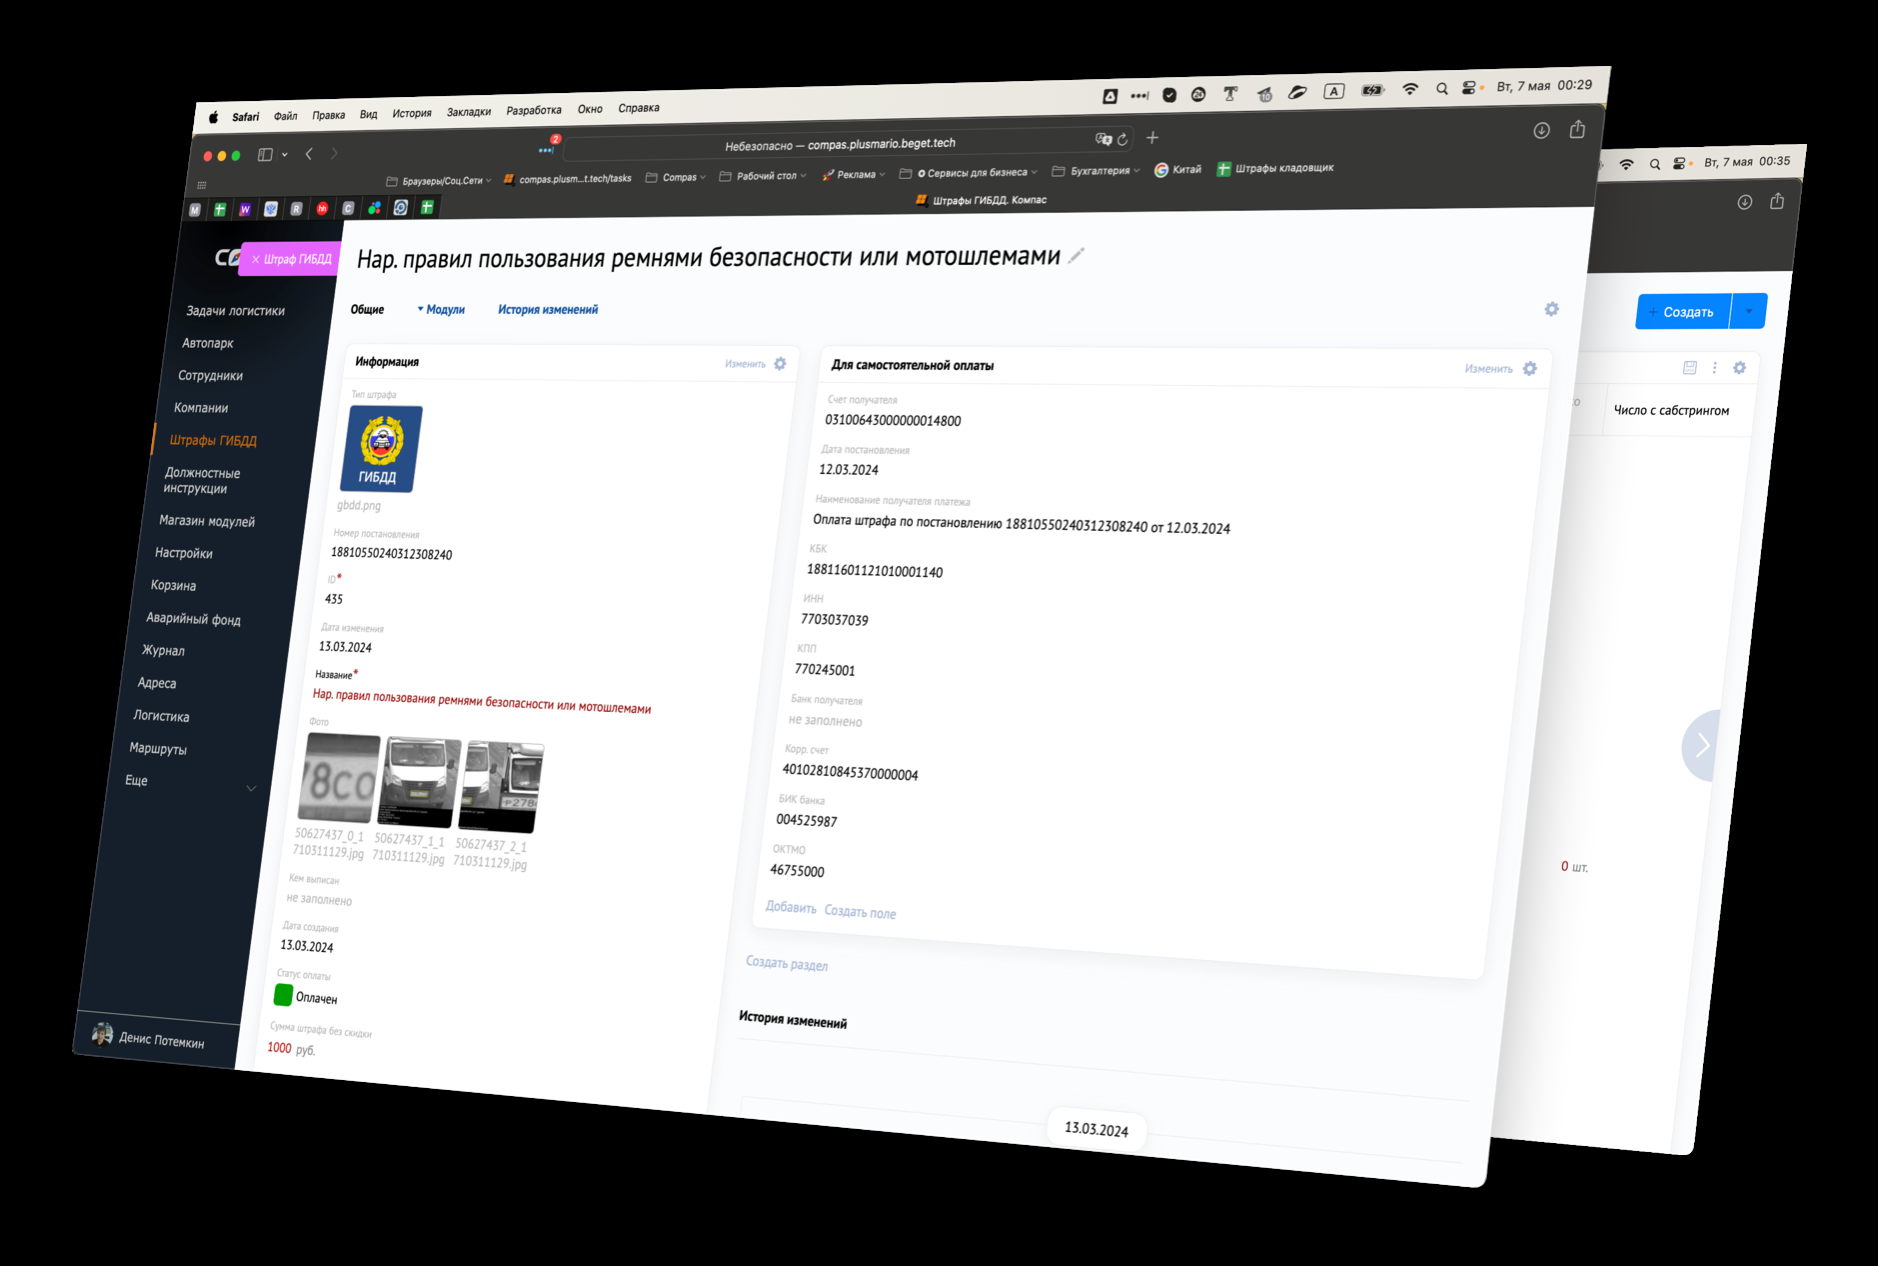 Safari Файл Правка Вид История Закладки Разработка Окно Справка
A Вт, 7 мая 00:29
2
Небезопасно — compas.plusmario.beget.tech
Браузеры/Соц.Сети compas.plusm...t.tech/tasks Compas Рабочий стол Реклама Сервисы для бизнеса Бухгалтерия Китай Штрафы кладовщик
M W R hh C
Штрафы ГИБДД. Компас
Вт, 7 мая 00:35
CO
× Штраф ГИБДД
Задачи логистики
Автопарк
Сотрудники
Компании
Штрафы ГИБДД
Должностные
инструкции
Магазин модулей
Настройки
Корзина
Аварийный фонд
Журнал
Адреса
Логистика
Маршруты
Еще
Денис Потемкин
Нар. правил пользования ремнями безопасности или мотошлемами
Общие Модули История изменений
Информация Изменить
Тип штрафа
ГИБДД
gbdd.png
Номер постановления
18810550240312308240
ID*
435
Дата изменения
13.03.2024
Название*
Нар. правил пользования ремнями безопасности или мотошлемами
Фото
78СО
Р278
50627437_0_1
710311129.jpg
50627437_1_1
710311129.jpg
50627437_2_1
710311129.jpg
Кем выписан
не заполнено
Дата создания
13.03.2024
Статус оплаты
Оплачен
Сумма штрафа без скидки
1000 руб.
Для самостоятельной оплаты Изменить
Счет получателя
03100643000000014800
Дата постановления
12.03.2024
Наименование получателя платежа
Оплата штрафа по постановлению 18810550240312308240 от 12.03.2024
КБК
18811601121010001140
ИНН
7703037039
КПП
770245001
Банк получателя
не заполнено
Корр. счет
40102810845370000004
БИК банка
004525987
ОКТМО
46755000
Добавить Создать поле
Создать раздел
История изменений
13.03.2024
+ Создать
Число с сабстрингом
0 шт.